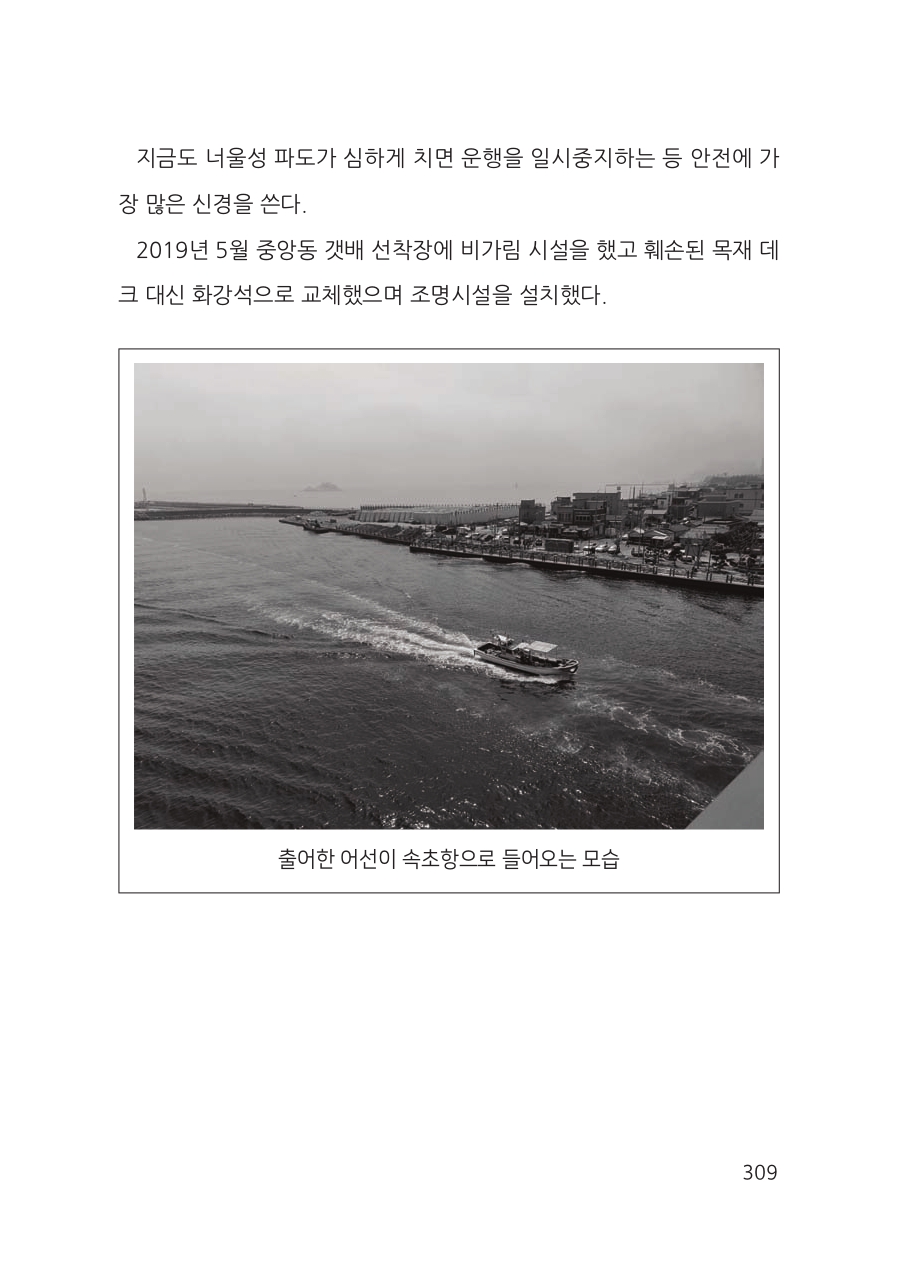 지금도 너울성 파도가 심하게 치면 운행을 일시중지하는 등 안전에 가
장 많은 신경을 쓴다.
2019년 5월 중앙동 갯배 선착장에 비가림 시설을 했고 훼손된 목재 데
크 대신 화강석으로 교체했으며 조명시설을 설치했다.
출어한 어선이 속초항으로 들어오는 모습
309